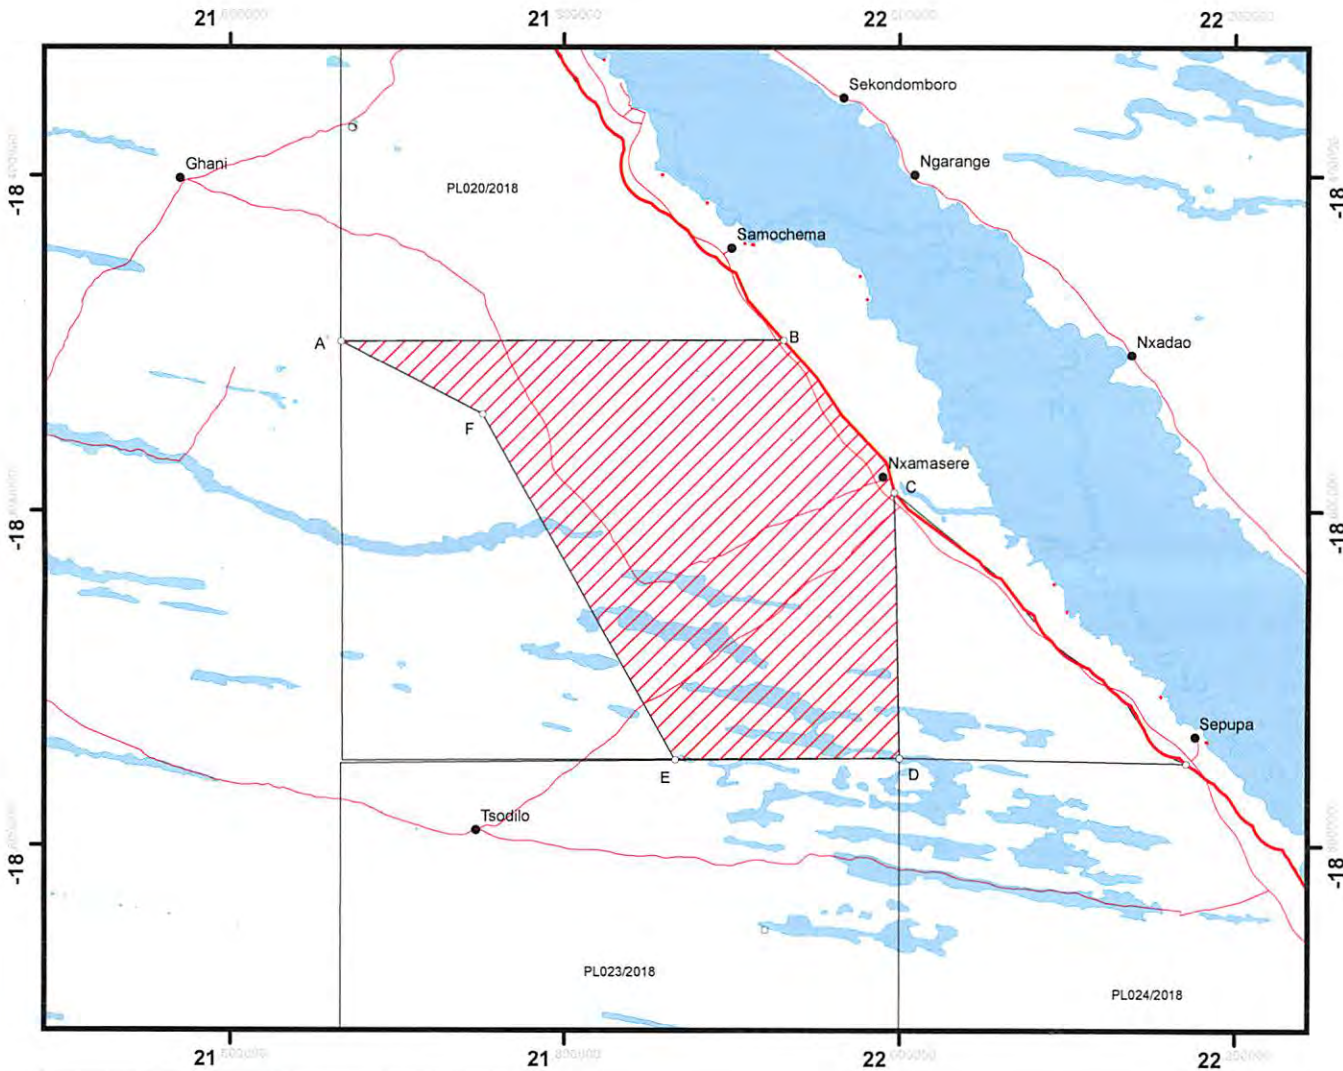 21 21 22 22
Sekondomboro
-18 Ghani Ngarange -18
PL020/2018
Samochema
A B
Nxadao
F
Nxamasere
C
-18 -18
Sepupa
E D
Tsodilo
-18 -18
PL023/2018
PL024/2018
21 21 22 22